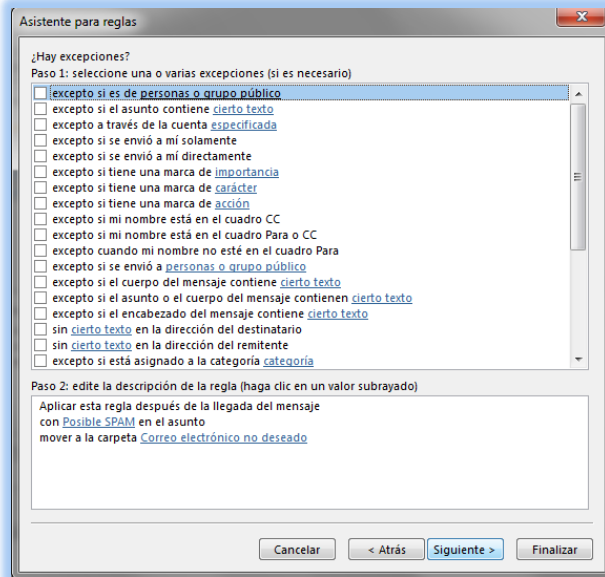 Asistente para reglas
¿Hay excepciones?
Paso 1: seleccione una o varias excepciones (si es necesario)
excepto si es de personas o grupo público
excepto si el asunto contiene cierto texto
excepto a través de la cuenta especificada
excepto si se envió a mí solamente
excepto si se envió a mí directamente
excepto si tiene una marca de importancia
excepto si tiene una marca de carácter
excepto si tiene una marca de acción
excepto si mi nombre está en el cuadro CC
excepto si mi nombre está en el cuadro Para o CC
excepto cuando mi nombre no esté en el cuadro Para
excepto si se envió a personas o grupo público
excepto si el cuerpo del mensaje contiene cierto texto
excepto si el asunto o el cuerpo del mensaje contienen cierto texto
excepto si el encabezado del mensaje contiene cierto texto
sin cierto texto en la dirección del destinatario
sin cierto texto en la dirección del remitente
excepto si está asignado a la categoría categoría
Paso 2: edite la descripción de la regla (haga clic en un valor subrayado)
Aplicar esta regla después de la llegada del mensaje
con Posible SPAM en el asunto
mover a la carpeta Correo electrónico no deseado
Cancelar < Atrás Siguiente > Finalizar